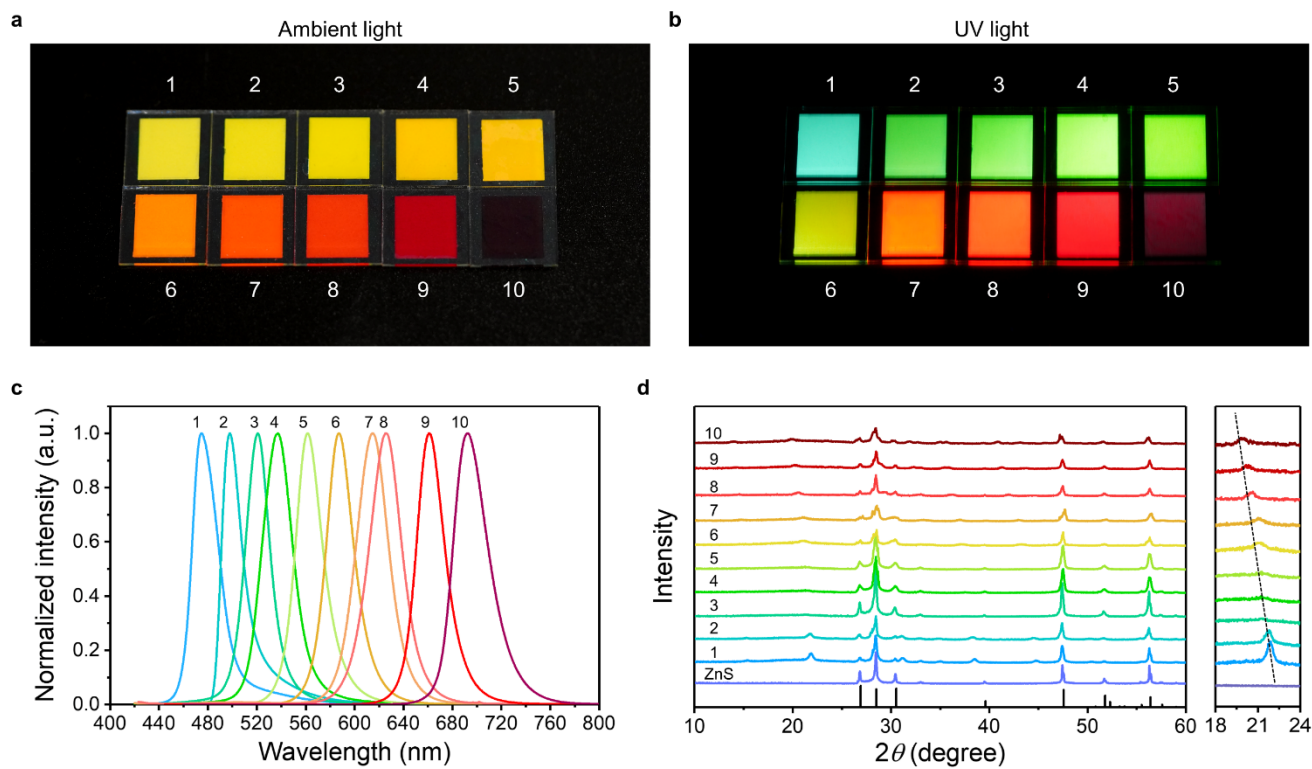 a
Ambient light
1 2 3 4 5
6 7 8 9 10
b
UV light
1 2 3 4 5
6 7 8 9 10
c
Normalized intensity (a.u.)
1.0
0.8
0.6
0.4
0.2
0.0
1 2 3 4 5 6 7 8 9 10
400 440 480 520 560 600 640 680 720 760 800
Wavelength (nm)
d
Intensity
10
9
8
7
6
5
4
3
2
1
ZnS
10 20 30 40 50 60
2θ (degree)
18 21 24